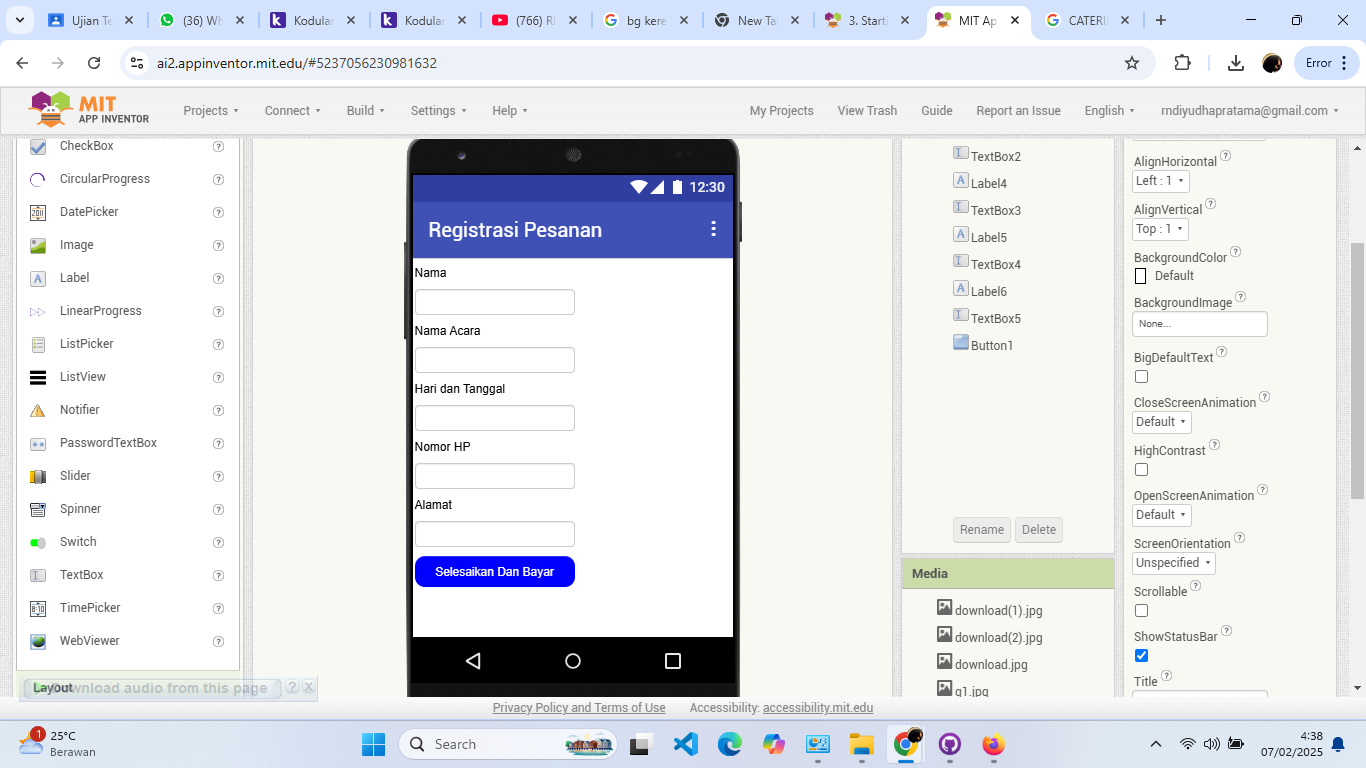 Ujian Te
(36) Wh
Kodular
Kodular
(766) Ri
bg kere
New Tal
3. Starti
MIT Ap
CATERI
ai2.appinventor.mit.edu/#5237056230981632
Error
MIT
APP INVENTOR
Projects
Connect
Build
Settings
Help
My Projects
View Trash
Guide
Report an Issue
English
rndiyudhapratama@gmail.com
CheckBox
CircularProgress
DatePicker
Image
Label
LinearProgress
ListPicker
ListView
Notifier
PasswordTextBox
Slider
Spinner
Switch
TextBox
TimePicker
WebViewer
Layout
Download audio from this page
12:30
Registrasi Pesanan
Nama
Nama Acara
Hari dan Tanggal
Nomor HP
Alamat
Selesaikan Dan Bayar
TextBox2
Label4
TextBox3
Label5
TextBox4
Label6
TextBox5
Button1
Rename
Delete
Media
download(1).jpg
download(2).jpg
download.jpg
AlignHorizontal
Left : 1
AlignVertical
Top : 1
BackgroundColor
Default
BackgroundImage
None...
BigDefaultText
CloseScreenAnimation
Default
HighContrast
OpenScreenAnimation
Default
ScreenOrientation
Unspecified
Scrollable
ShowStatusBar
Title
Privacy Policy and Terms of Use
Accessibility: accessibility.mit.edu
1
25°C
Berawan
Search
4:38
07/02/2025